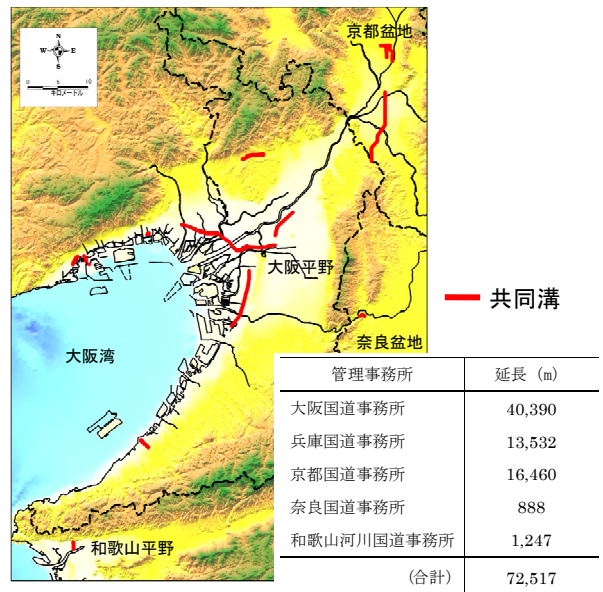 京都盆地
N
W E
S
0 5 10
キロメートル
大阪平野
共同溝
大阪湾
奈良盆地
管理事務所 延長 (m)
大阪国道事務所 40,390
兵庫国道事務所 13,532
京都国道事務所 16,460
奈良国道事務所 888
和歌山河川国道事務所 1,247
(合計) 72,517
和歌山平野